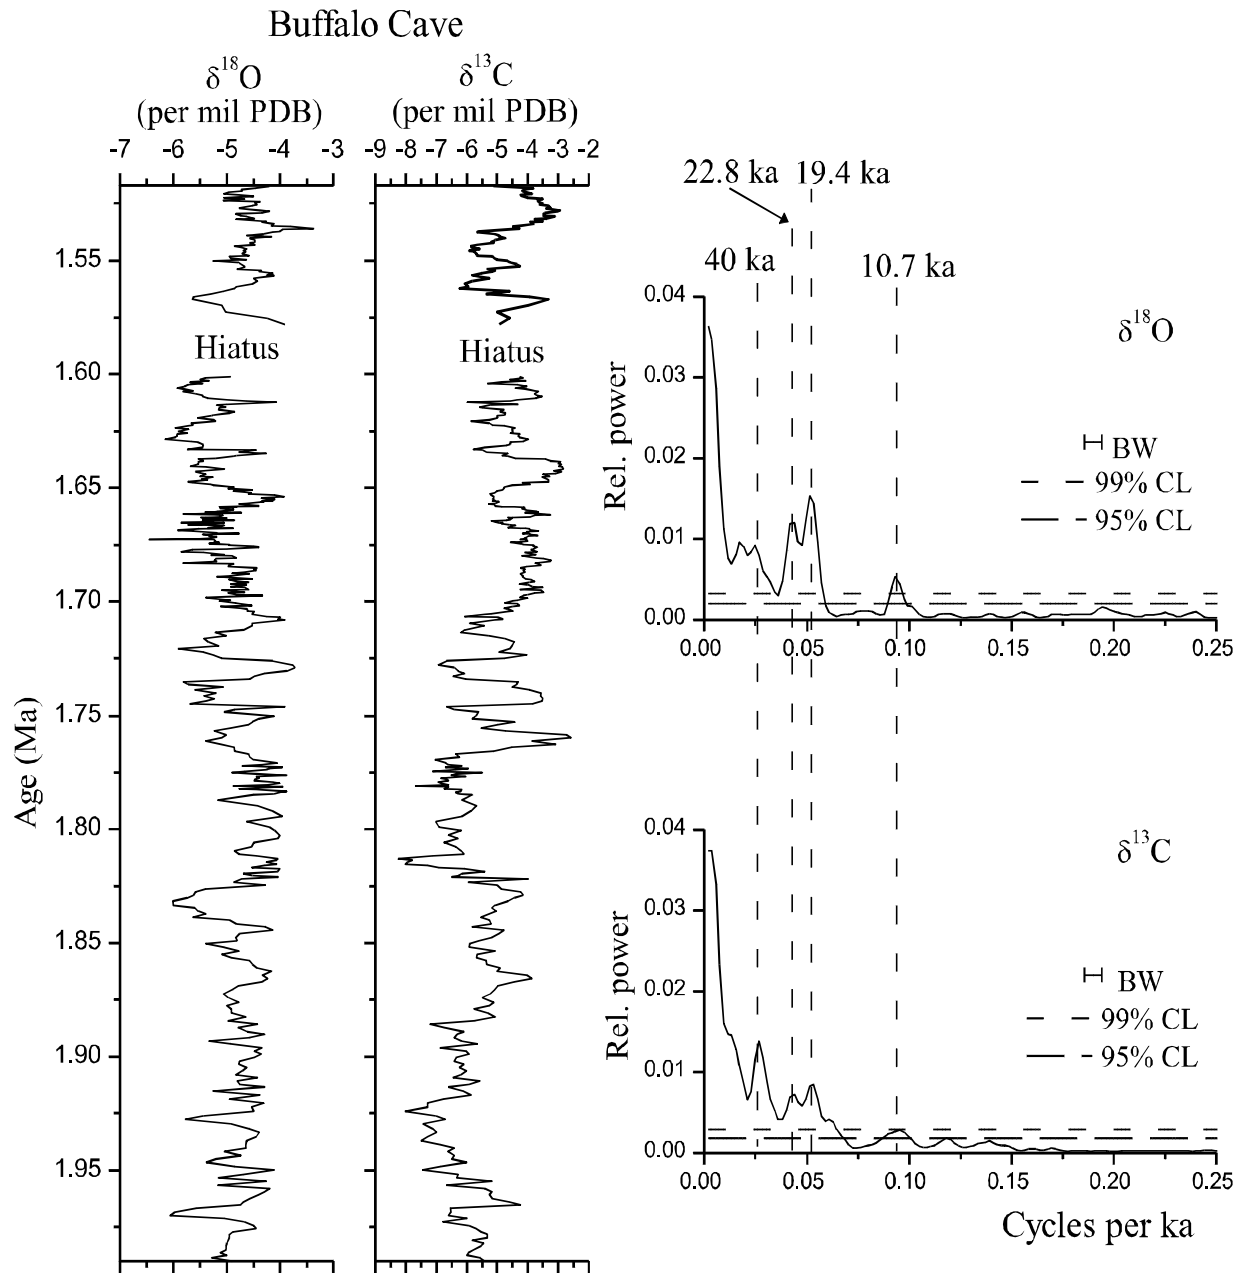 Buffalo Cave
δ18O
(per mil PDB)
-7 -6 -5 -4 -3
δ13C
(per mil PDB)
-9 -8 -7 -6 -5 -4 -3 -2
Age (Ma)
1.55
1.60
1.65
1.70
1.75
1.80
1.85
1.90
1.95
Hiatus
Hiatus
22.8 ka
19.4 ka
40 ka
10.7 ka
Rel. power
0.04
0.03
0.02
0.01
0.00
δ18O
BW
99% CL
95% CL
0.00 0.05 0.10 0.15 0.20 0.25
Rel. power
0.04
0.03
0.02
0.01
0.00
δ13C
BW
99% CL
95% CL
0.00 0.05 0.10 0.15 0.20 0.25
Cycles per ka